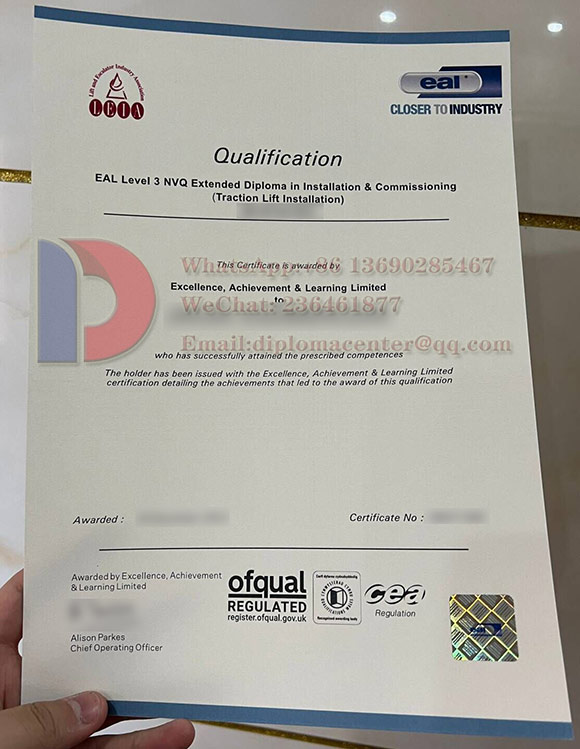 Lift and Escalator Industry Association
LEIA
eal
CLOSER TO INDUSTRY
Qualification
EAL Level 3 NVQ Extended Diploma in Installation & Commissioning
(Traction Lift Installation)
This Certificate is awarded by
WhatsApp:+86 13690285467
Excellence, Achievement & Learning Limited
to
WeChat: 236461877
Email:diplomacenter@qq.com
who has successfully attained the prescribed competences
The holder has been issued with the Excellence, Achievement & Learning Limited
certification detailing the achievements that led to the award of this qualification
Awarded :
Certificate No :
Awarded by Excellence, Achievement
& Learning Limited
Alison Parkes
Chief Operating Officer
ofqual
REGULATED
register.ofqual.gov.uk
Recognised awarding body
cea
Regulation
eal